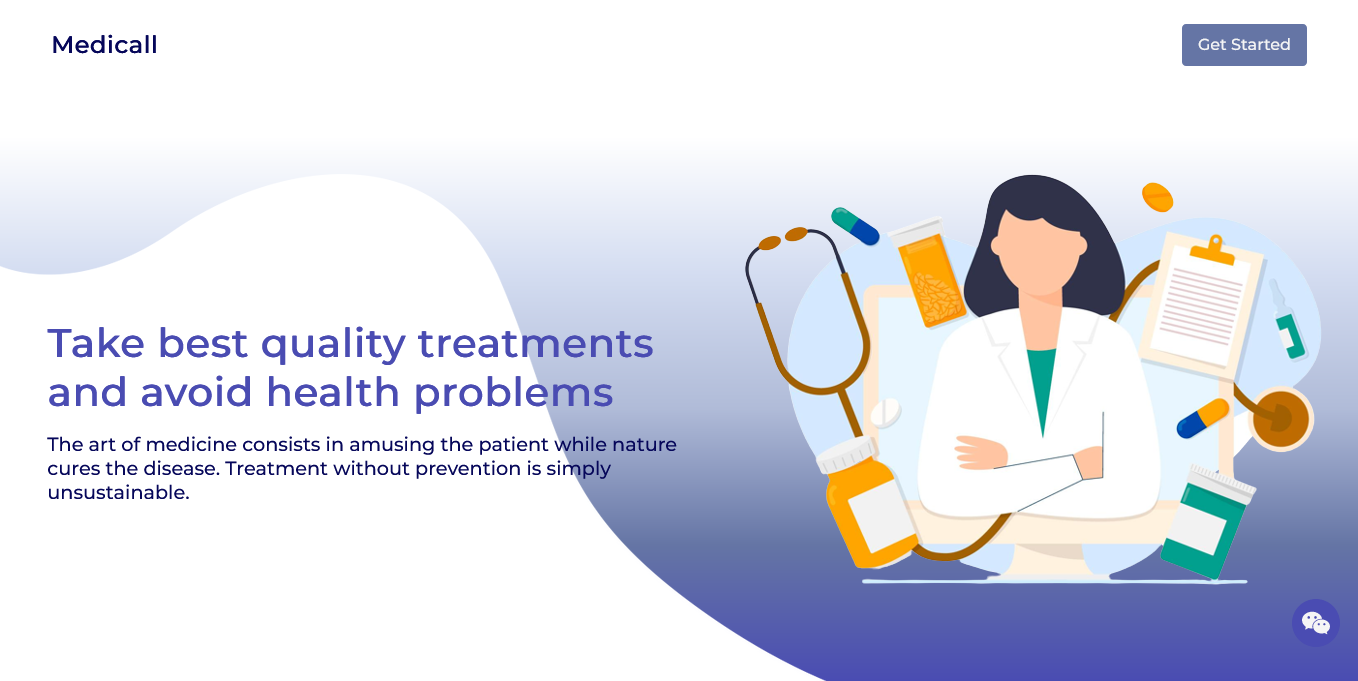 Medicall
Get Started
Take best quality treatments
and avoid health problems
The art of medicine consists in amusing the patient while nature
cures the disease. Treatment without prevention is simply
unsustainable.